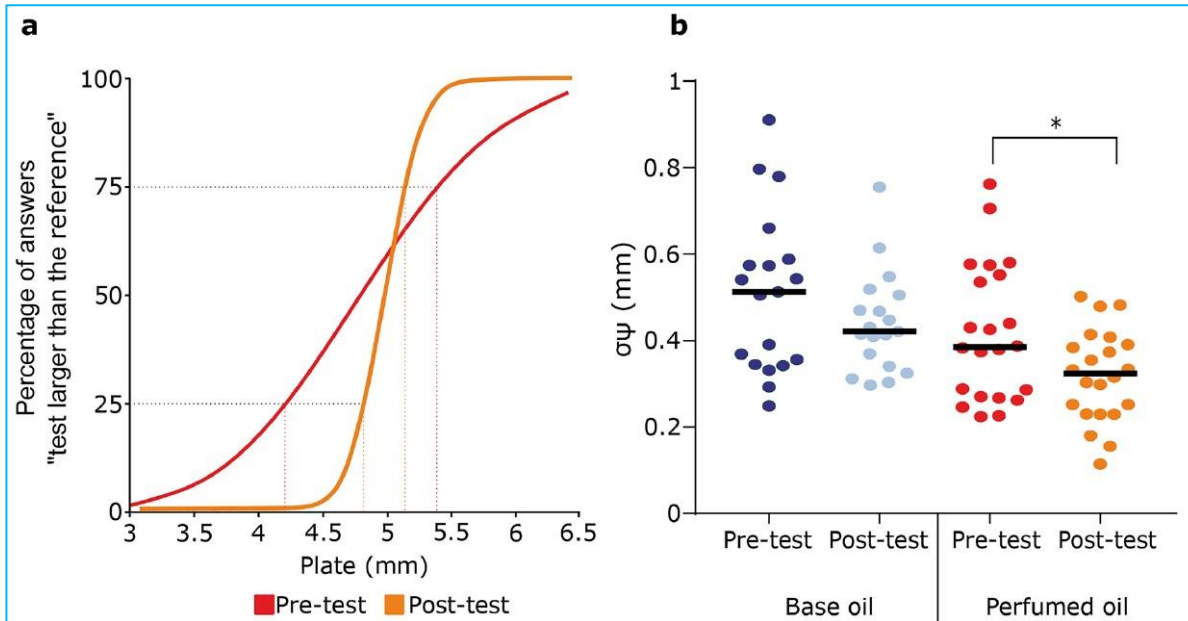 a
Percentage of answers
"test larger than the reference"
100
75
50
25
0
3 3.5 4 4.5 5 5.5 6 6.5
Plate (mm)
Pre-test Post-test
b
σψ (mm)
1
0.8
0.6
0.4
0.2
0
*
Pre-test Post-test Pre-test Post-test
Base oil Perfumed oil